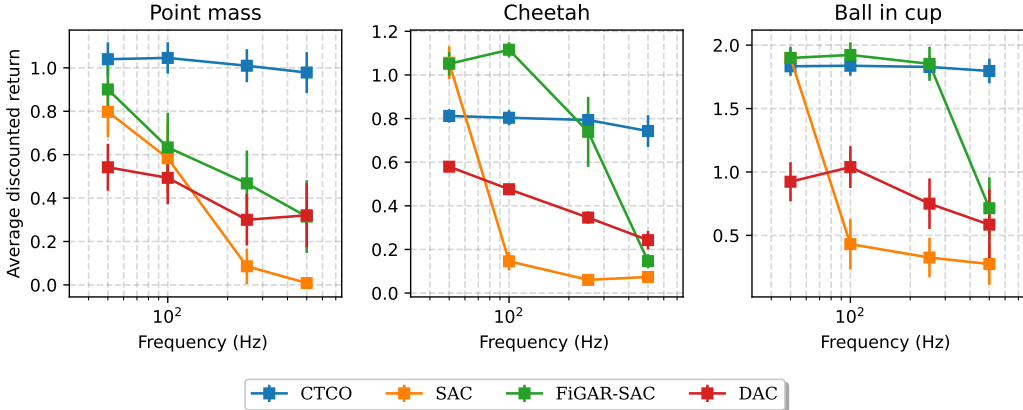 Point mass
Cheetah
Ball in cup
Average discounted return
1.0
0.8
0.6
0.4
0.2
0.0
1.2
1.0
0.8
0.6
0.4
0.2
0.0
2.0
1.5
1.0
0.5
10²
10²
10²
Frequency (Hz)
Frequency (Hz)
Frequency (Hz)
CTCO SAC FiGAR-SAC DAC